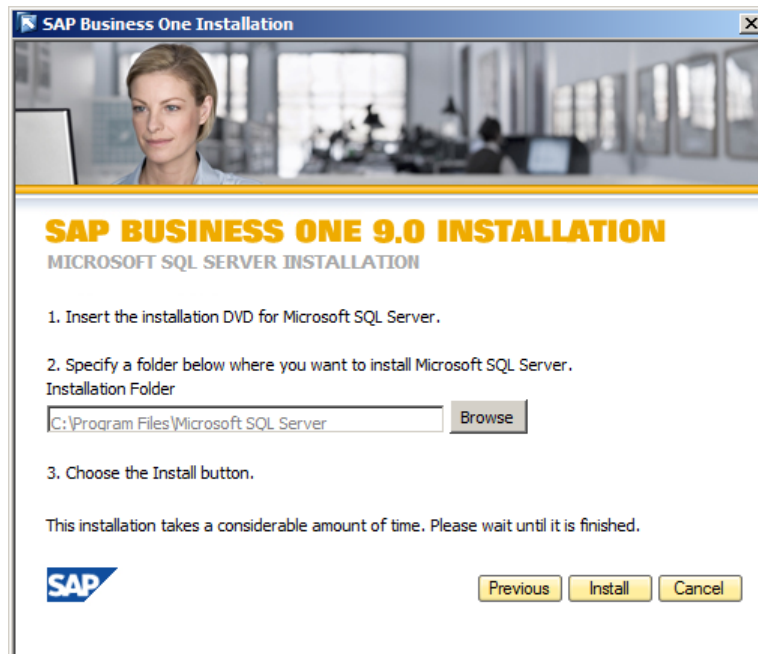 SAP Business One Installation
SAP BUSINESS ONE 9.0 INSTALLATION
MICROSOFT SQL SERVER INSTALLATION
1. Insert the installation DVD for Microsoft SQL Server.
2. Specify a folder below where you want to install Microsoft SQL Server.
Installation Folder
C:\Program Files\Microsoft SQL Server Browse
3. Choose the Install button.
This installation takes a considerable amount of time. Please wait until it is finished.
SAP Previous Install Cancel